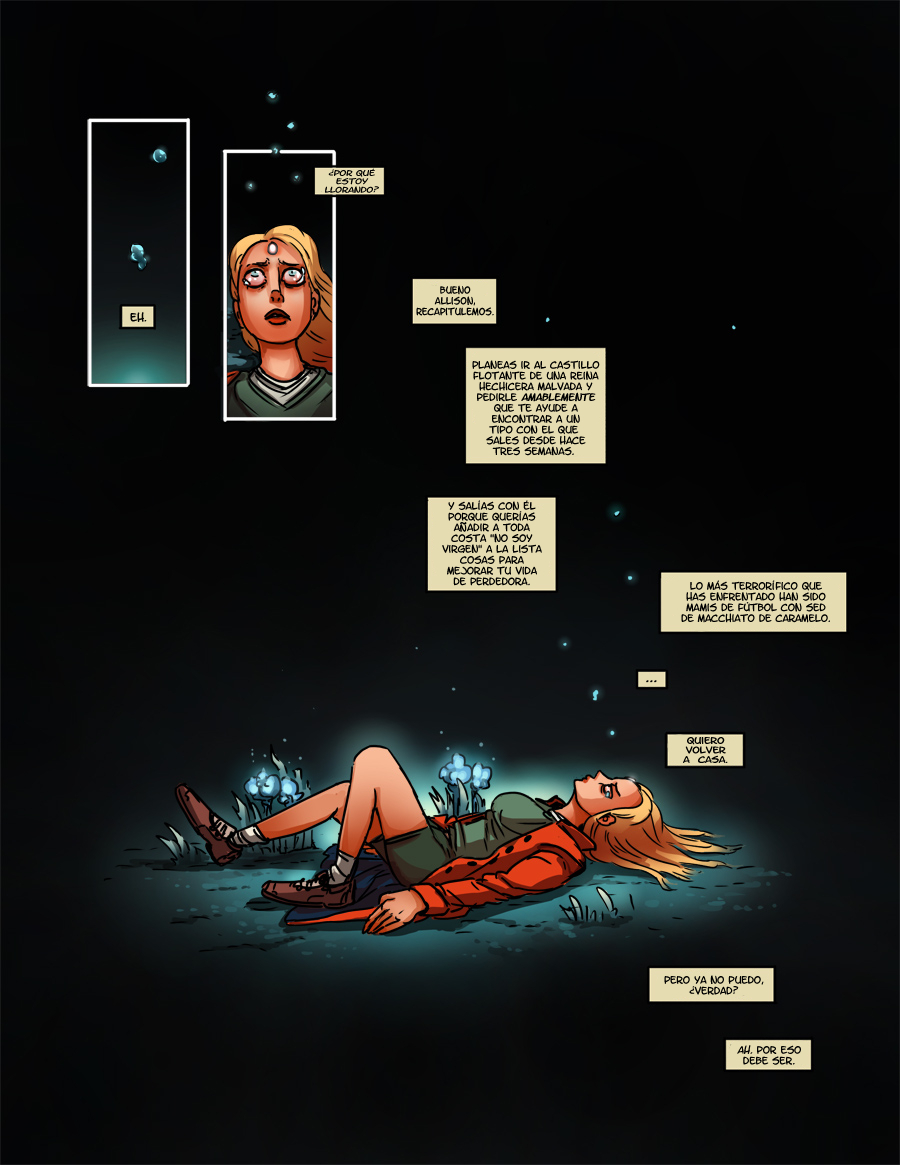 EH.
¿POR QUÉ
ESTOY
LLORANDO?
BUENO
ALLISON,
RECAPITULEMOS.
PLANEAS IR AL CASTILLO
FLOTANTE DE UNA REINA
HECHICERA MALVADA Y
PEDIRLE AMABLEMENTE
QUE TE AYUDE A
ENCONTRAR A UN
TIPO CON EL QUE
SALES DESDE HACE
TRES SEMANAS.
Y SALÍAS CON ÉL
PORQUE QUERÍAS
AÑADIR A TODA
COSTA "NO SOY
VIRGEN" A LA LISTA
COSAS PARA
MEJORAR TU VIDA
DE PERDEDORA.
LO MÁS TERRORÍFICO QUE
HAS ENFRENTADO HAN SIDO
MAMIS DE FÚTBOL CON SED
DE MACCHIATO DE CARAMELO.
...
QUIERO
VOLVER
A CASA.
PERO YA NO PUEDO,
¿VERDAD?
AH. POR ESO
DEBE SER.